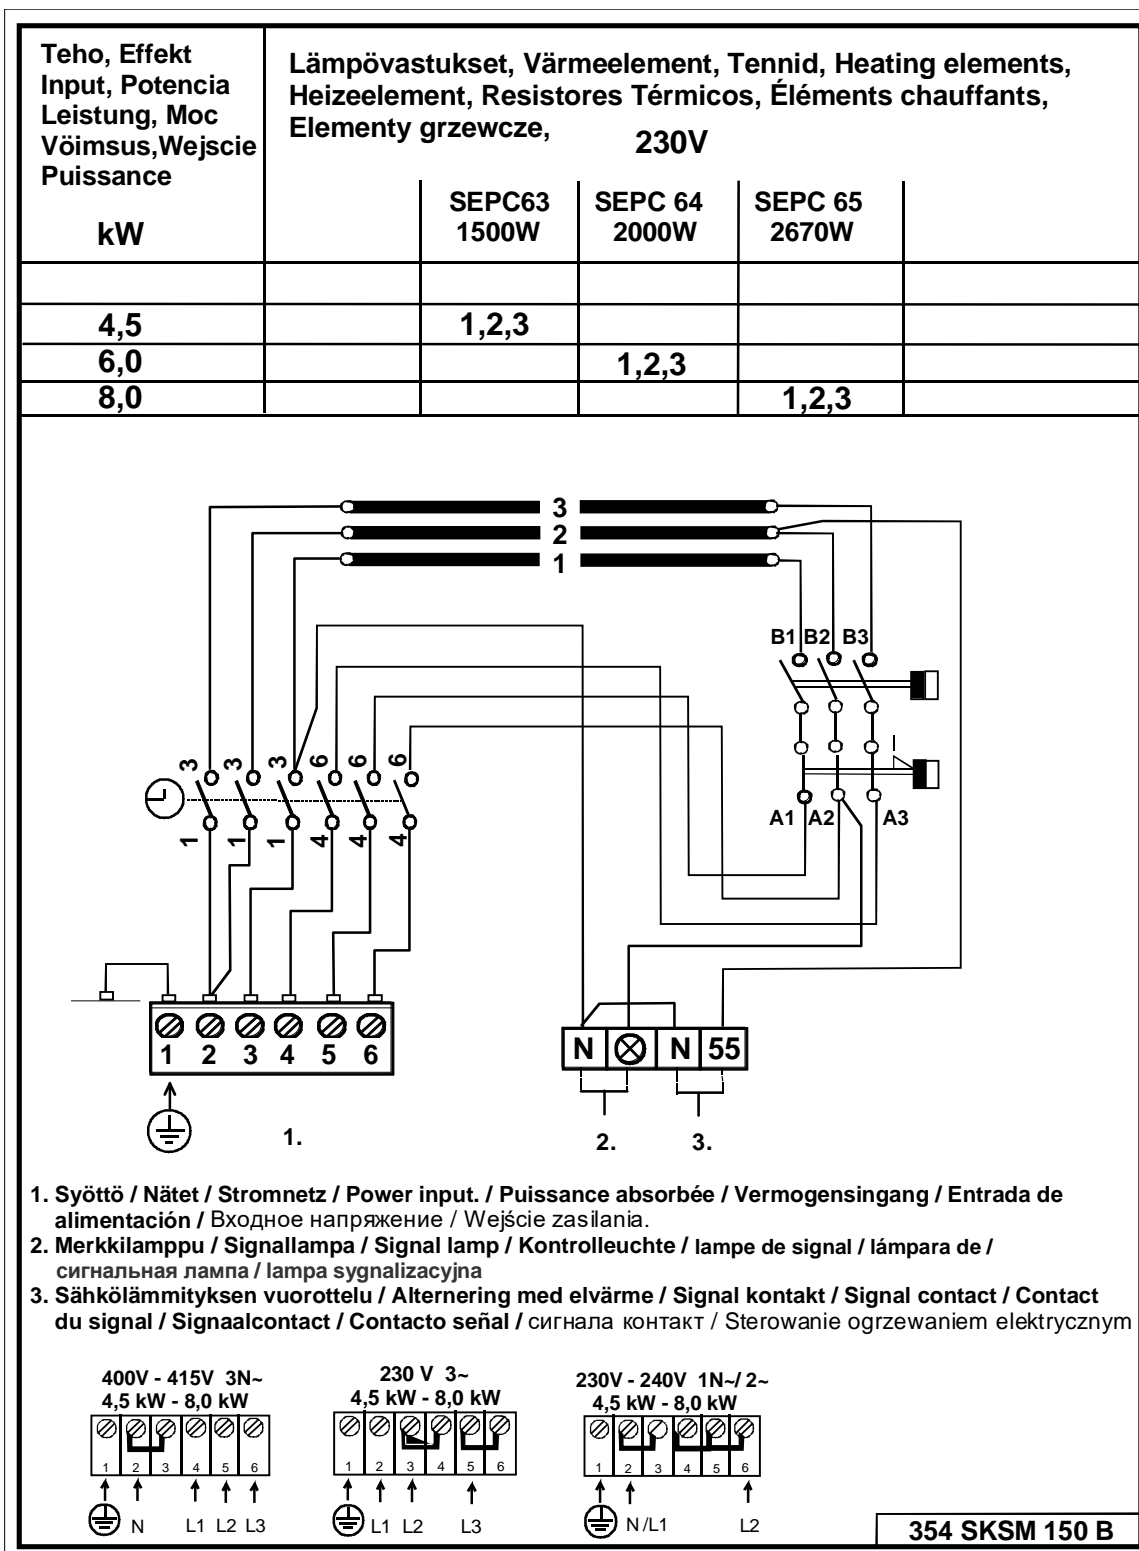 Teho, Effekt
Input, Potencia
Leistung, Moc
Vöimsus,Wejscie
Puissance
kW
Lämpövastukset, Värmeelement, Tennid, Heating elements,
Heizeelement, Resistores Térmicos, Éléments chauffants,
Elementy grzewcze, 230V
SEPC63 SEPC 64 SEPC 65
1500W 2000W 2670W
4,5 1,2,3
6,0 1,2,3
8,0 1,2,3
3
2
1
B1 B2 B3
3 3 3 6 6 6
1 1 1 4 4 4
A1 A2 A3
1 2 3 4 5 6
N N 55
1. 2. 3.
1. Syöttö / Nätet / Stromnetz / Power input. / Puissance absorbée / Vermogensingang / Entrada de
alimentación / Входное напряжение / Wejście zasilania.
2. Merkkilamppu / Signallampa / Signal lamp / Kontrolleuchte / lampe de signal / lámpara de /
сигнальная лампа / lampa sygnalizacyjna
3. Sähkölämmityksen vuorottelu / Alternering med elvärme / Signal kontakt / Signal contact / Contact
du signal / Signaalcontact / Contacto señal / сигнала контакт / Sterowanie ogrzewaniem elektrycznym
400V - 415V 3N~
4,5 kW - 8,0 kW
1 2 3 4 5 6
N L1 L2 L3
230 V 3~
4,5 kW - 8,0 kW
1 2 3 4 5 6
L1 L2 L3
230V - 240V 1N~/ 2~
4,5 kW - 8,0 kW
1 2 3 4 5 6
N /L1 L2
354 SKSM 150 B